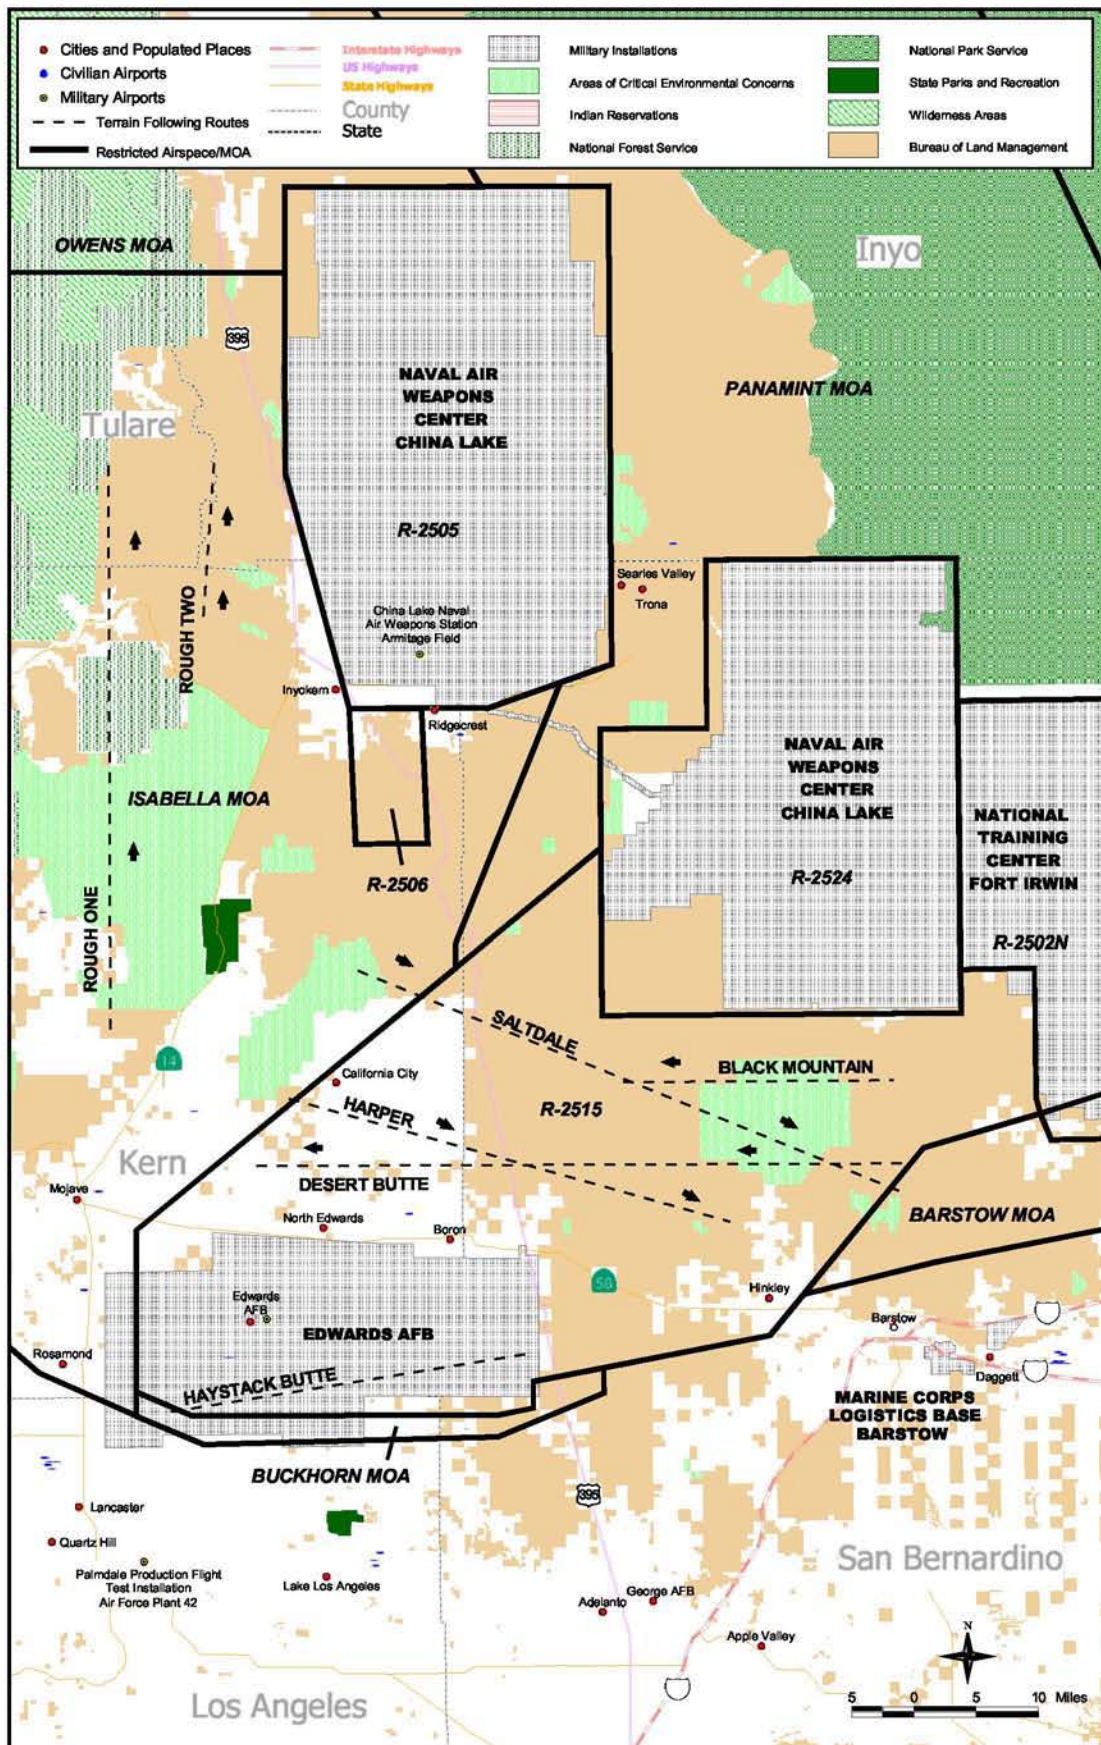 Cities and Populated Places
Civilian Airports
Military Airports
Terrain Following Routes
Restricted Airspace/MOA
Interstate Highways
US Highways
State Highways
County
State
Military Installations
Areas of Critical Environmental Concerns
Indian Reservations
National Forest Service
National Park Service
State Parks and Recreation
Wilderness Areas
Bureau of Land Management
OWENS MOA
Inyo
395
NAVAL AIR
WEAPONS
CENTER
CHINA LAKE
PANAMINT MOA
Tulare
R-2505
Searles Valley
Trona
ROUGH TWO
China Lake Naval
Air Weapons Station
Armitage Field
Inyokern
Ridgecrest
NAVAL AIR
WEAPONS
CENTER
CHINA LAKE
ISABELLA MOA
NATIONAL
TRAINING
CENTER
FORT IRWIN
R-2506
R-2524
ROUGH ONE
R-2502N
SALTDALE
14
California City
BLACK MOUNTAIN
HARPER
R-2515
Kern
Mojave
DESERT BUTTE
North Edwards
Boron
BARSTOW MOA
58
Hinkley
Edwards
AFB
EDWARDS AFB
Barstow
Rosamond
HAYSTACK BUTTE
Daggett
MARINE CORPS
LOGISTICS BASE
BARSTOW
BUCKHORN MOA
395
Lancaster
Quartz Hill
San Bernardino
Palmdale Production Flight
Test Installation
Air Force Plant 42
Lake Los Angeles
George AFB
Adelanto
Apple Valley
N
Los Angeles
5 0 5 10 Miles